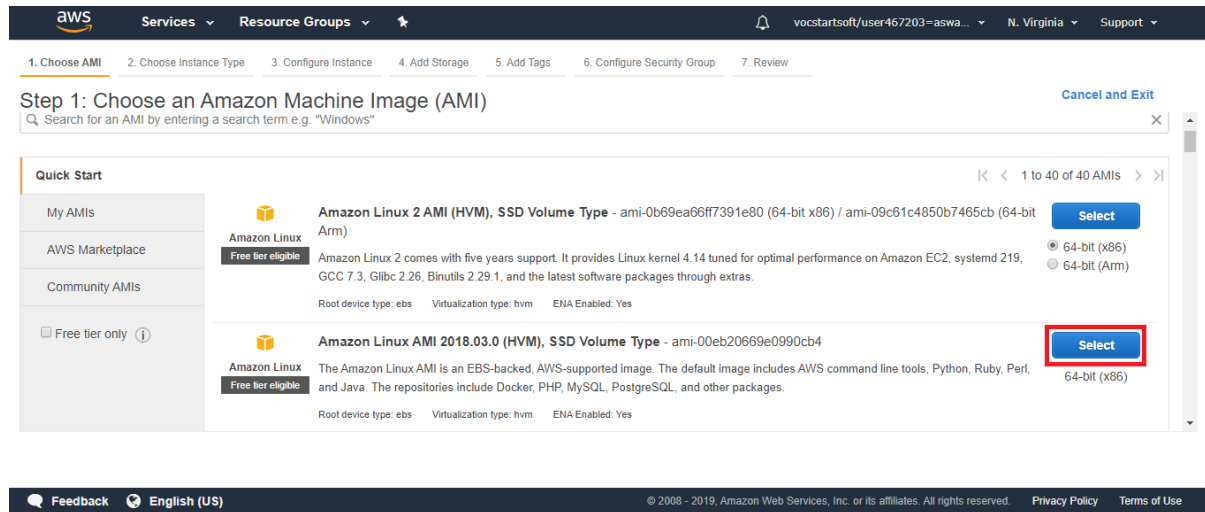 aws Services Resource Groups vocstartsoft/user467203=aswa... N. Virginia Support
1. Choose AMI 2. Choose Instance Type 3. Configure Instance 4. Add Storage 5. Add Tags 6. Configure Security Group 7. Review
Step 1: Choose an Amazon Machine Image (AMI) Cancel and Exit
Search for an AMI by entering a search term e.g. "Windows"
Quick Start 1 to 40 of 40 AMIs
My AMIs
AWS Marketplace
Community AMIs
Free tier only
Amazon Linux
Free tier eligible
Amazon Linux 2 AMI (HVM), SSD Volume Type - ami-0b69ea66ff7391e80 (64-bit x86) / ami-09c61c4850b7465cb (64-bit
Arm)
Amazon Linux 2 comes with five years support. It provides Linux kernel 4.14 tuned for optimal performance on Amazon EC2, systemd 219,
GCC 7.3, Glibc 2.26, Binutils 2.29.1, and the latest software packages through extras.
Root device type: ebs Virtualization type: hvm ENA Enabled: Yes
Select
64-bit (x86)
64-bit (Arm)
Amazon Linux
Free tier eligible
Amazon Linux AMI 2018.03.0 (HVM), SSD Volume Type - ami-00eb20669e0990cb4
The Amazon Linux AMI is an EBS-backed, AWS-supported image. The default image includes AWS command line tools, Python, Ruby, Perl,
and Java. The repositories include Docker, PHP, MySQL, PostgreSQL, and other packages.
Root device type: ebs Virtualization type: hvm ENA Enabled: Yes
Select
64-bit (x86)
Feedback English (US) © 2008 - 2019, Amazon Web Services, Inc. or its affiliates. All rights reserved. Privacy Policy Terms of Use